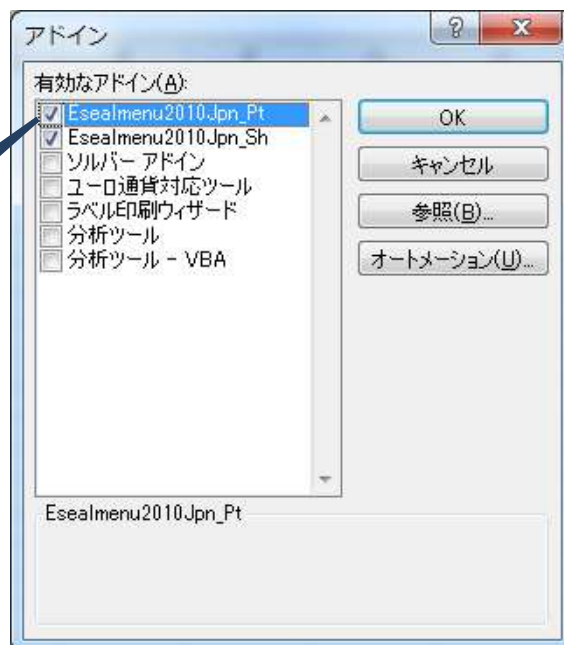 アドイン
有効なアドイン(A):
Esealmenu2010Jpn_Pt
Esealmenu2010Jpn_Sh
ソルバー アドイン
ユーロ通貨対応ツール
ラベル印刷ウィザード
分析ツール
分析ツール - VBA
OK
キャンセル
参照(B)...
オートメーション(U)...
Esealmenu2010Jpn_Pt